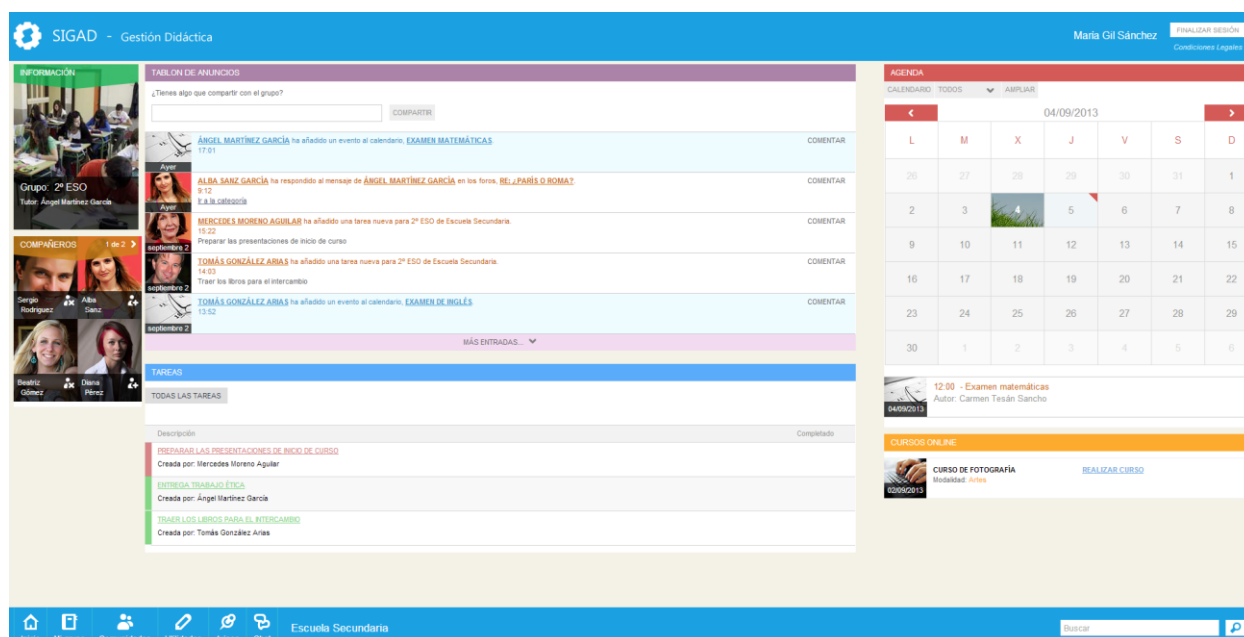 SIGAD - Gestión Didáctica
María Gil Sánchez
FINALIZAR SESIÓN
Condiciones Legales
INFORMACIÓN
Grupo: 2º ESO
Tutor: Ángel Martínez García
COMPAÑEROS 1 de 2
Sergio Rodriguez
Alba Sanz
Beatriz Gómez
Diana Pérez
TABLON DE ANUNCIOS
¿Tienes algo que compartir con el grupo?
COMPARTIR
ÁNGEL MARTÍNEZ GARCÍA ha añadido un evento al calendario, EXAMEN MATEMÁTICAS. COMENTAR
17:01
Ayer
ALBA SANZ GARCÍA ha respondido al mensaje de ÁNGEL MARTÍNEZ GARCÍA en los foros, RE: ¿PARÍS O ROMA?. COMENTAR
9:12
Ir a la categoría
Ayer
MERCEDES MORENO AGUILAR ha añadido una tarea nueva para 2º ESO de Escuela Secundaria. COMENTAR
15:22
Preparar las presentaciones de inicio de curso
septiembre 2
TOMÁS GONZÁLEZ ARIAS ha añadido una tarea nueva para 2º ESO de Escuela Secundaria. COMENTAR
14:03
Traer los libros para el intercambio
septiembre 2
TOMÁS GONZÁLEZ ARIAS ha añadido un evento al calendario, EXAMEN DE INGLÉS. COMENTAR
13:52
septiembre 2
MÁS ENTRADAS...
TAREAS
TODAS LAS TAREAS
Descripción Completado
PREPARAR LAS PRESENTACIONES DE INICIO DE CURSO
Creada por: Mercedes Moreno Aguilar
ENTREGA TRABAJO ÉTICA
Creada por: Ángel Martínez García
TRAER LOS LIBROS PARA EL INTERCAMBIO
Creada por: Tomás González Arias
AGENDA
CALENDARIO TODOS AMPLIAR
04/09/2013
L M X J V S D
26 27 28 29 30 31 1
2 3 4 5 6 7 8
9 10 11 12 13 14 15
16 17 18 19 20 21 22
23 24 25 26 27 28 29
30 1 2 3 4 5 6
12:00 - Examen matemáticas
Autor: Carmen Tesán Sancho
04/09/2013
CURSOS ONLINE
CURSO DE FOTOGRAFÍA REALIZAR CURSO
Modalidad: Artes
02/09/2013
Escuela Secundaria
Buscar